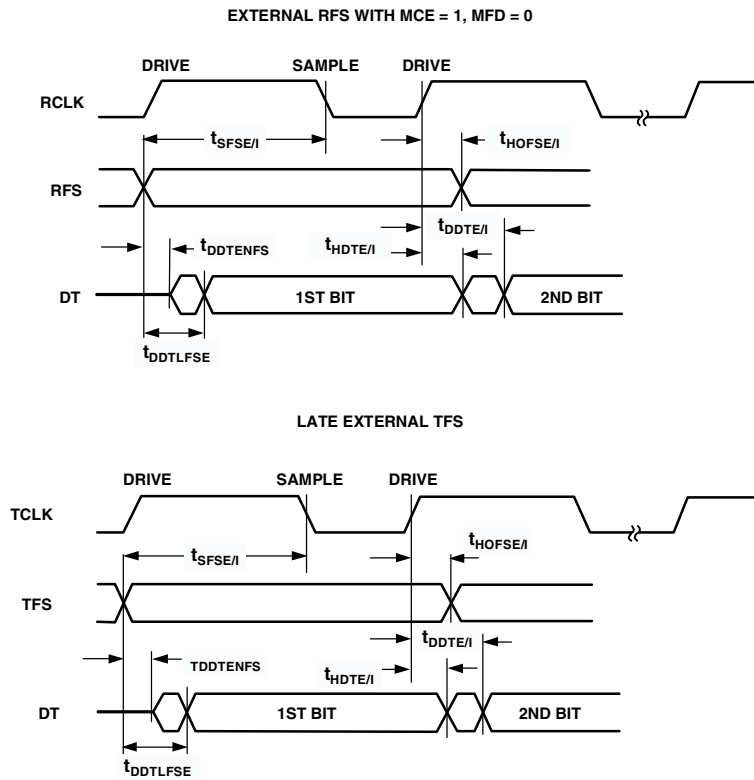 EXTERNAL RFS WITH MCE = 1, MFD = 0
DRIVE SAMPLE DRIVE
RCLK
tSFSE/I tHOFSE/I
RFS
tDDTE/I
tDDTENFS tHDTE/I
DT 1ST BIT 2ND BIT
tDDTLFSE
LATE EXTERNAL TFS
DRIVE SAMPLE DRIVE
TCLK
tSFSE/I tHOFSE/I
TFS
tDDTE/I
TDDTENFS tHDTE/I
DT 1ST BIT 2ND BIT
tDDTLFSE